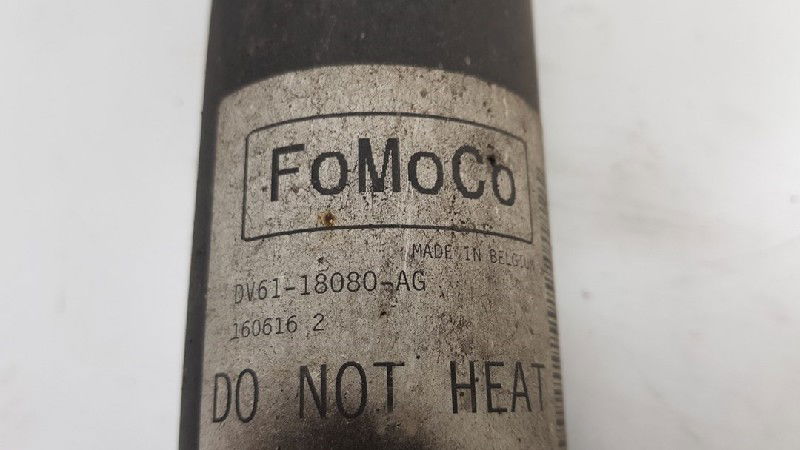 FoMoCo
MADE IN BELGIUM
DV61-18080-AG
160616 2
DO NOT HEAT